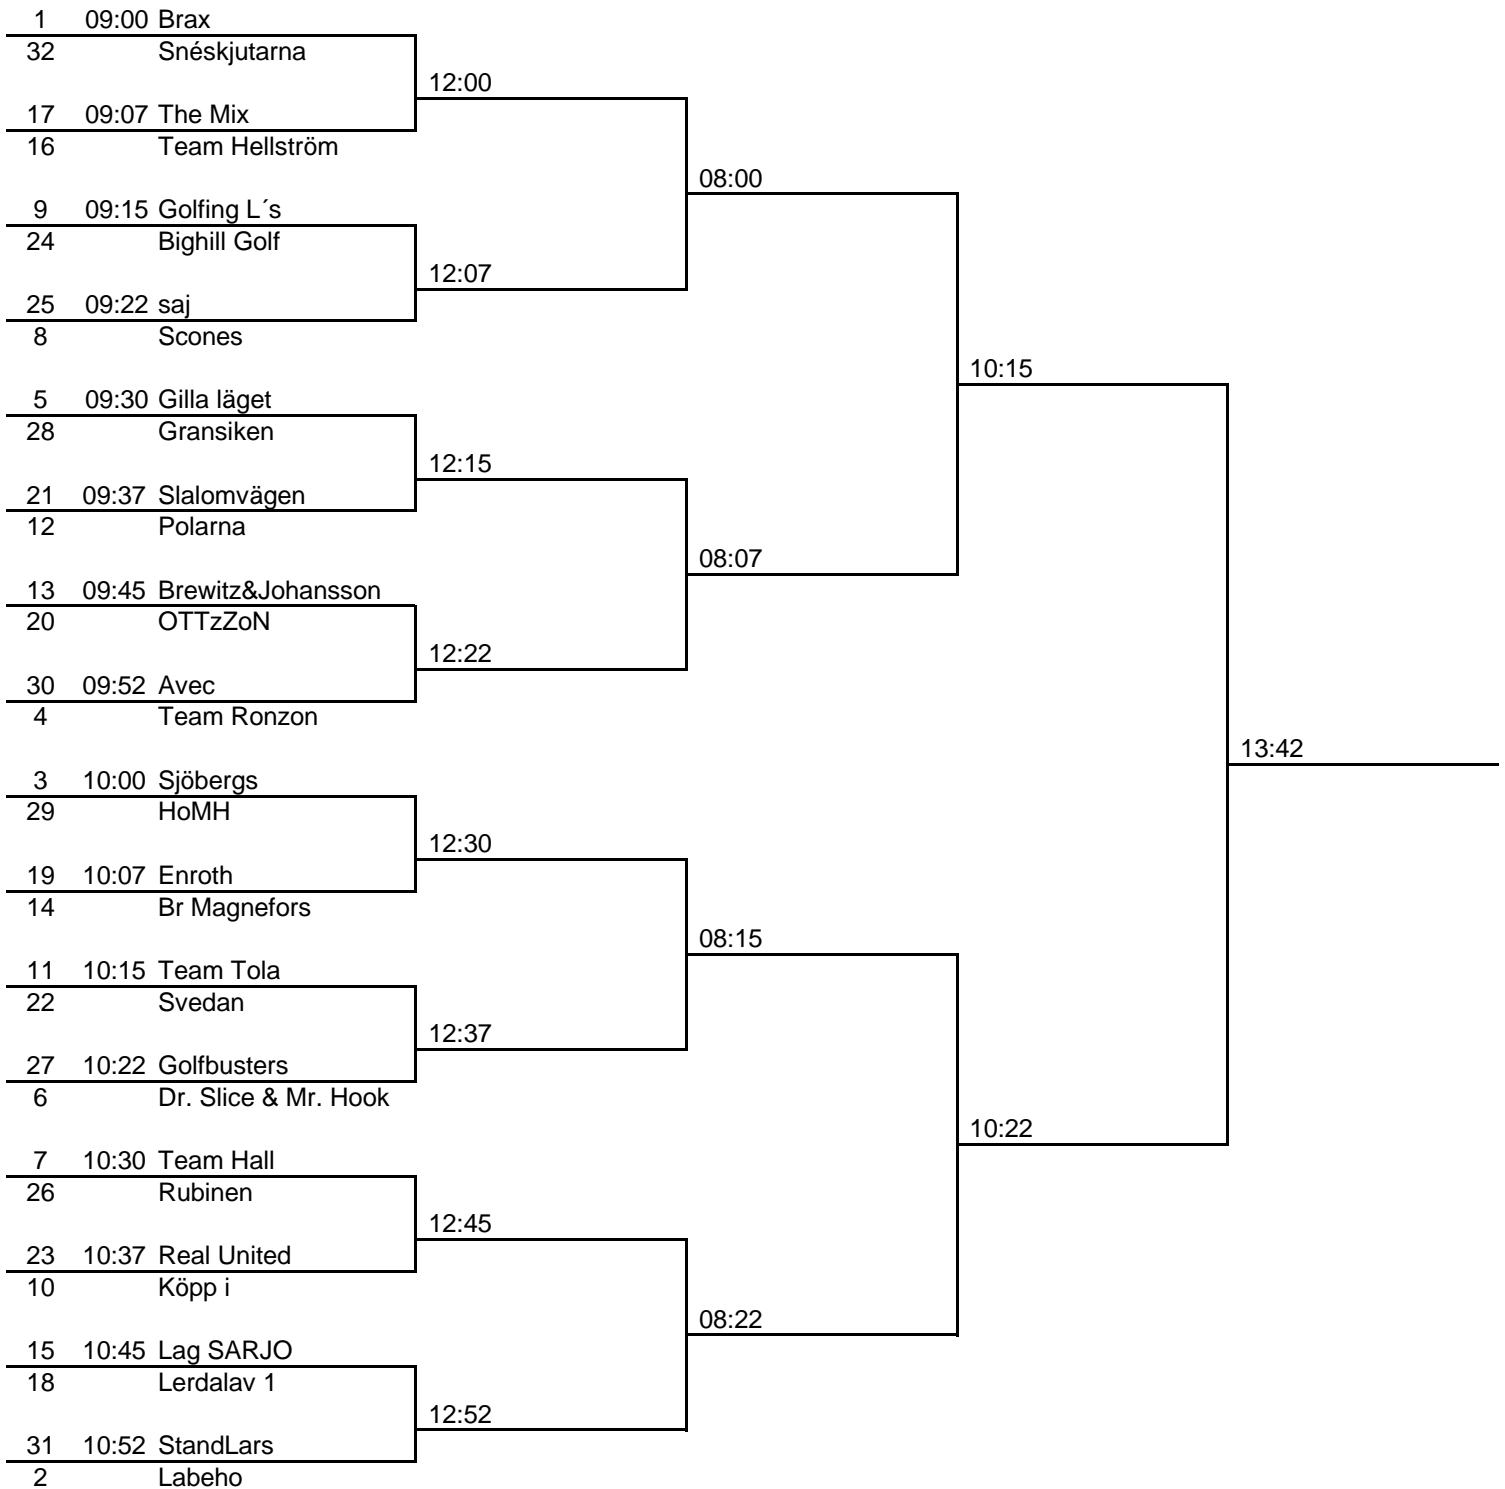 1 09:00 Brax
32 Snéskjutarna
12:00
17 09:07 The Mix
16 Team Hellström
08:00
9 09:15 Golfing L´s
24 Bighill Golf
12:07
25 09:22 saj
8 Scones
10:15
5 09:30 Gilla läget
28 Gransiken
12:15
21 09:37 Slalomvägen
12 Polarna
08:07
13 09:45 Brewitz&Johansson
20 OTTzZoN
12:22
30 09:52 Avec
4 Team Ronzon
13:42
3 10:00 Sjöbergs
29 HoMH
12:30
19 10:07 Enroth
14 Br Magnefors
08:15
11 10:15 Team Tola
22 Svedan
12:37
27 10:22 Golfbusters
6 Dr. Slice & Mr. Hook
10:22
7 10:30 Team Hall
26 Rubinen
12:45
23 10:37 Real United
10 Köpp i
08:22
15 10:45 Lag SARJO
18 Lerdalav 1
12:52
31 10:52 StandLars
2 Labeho